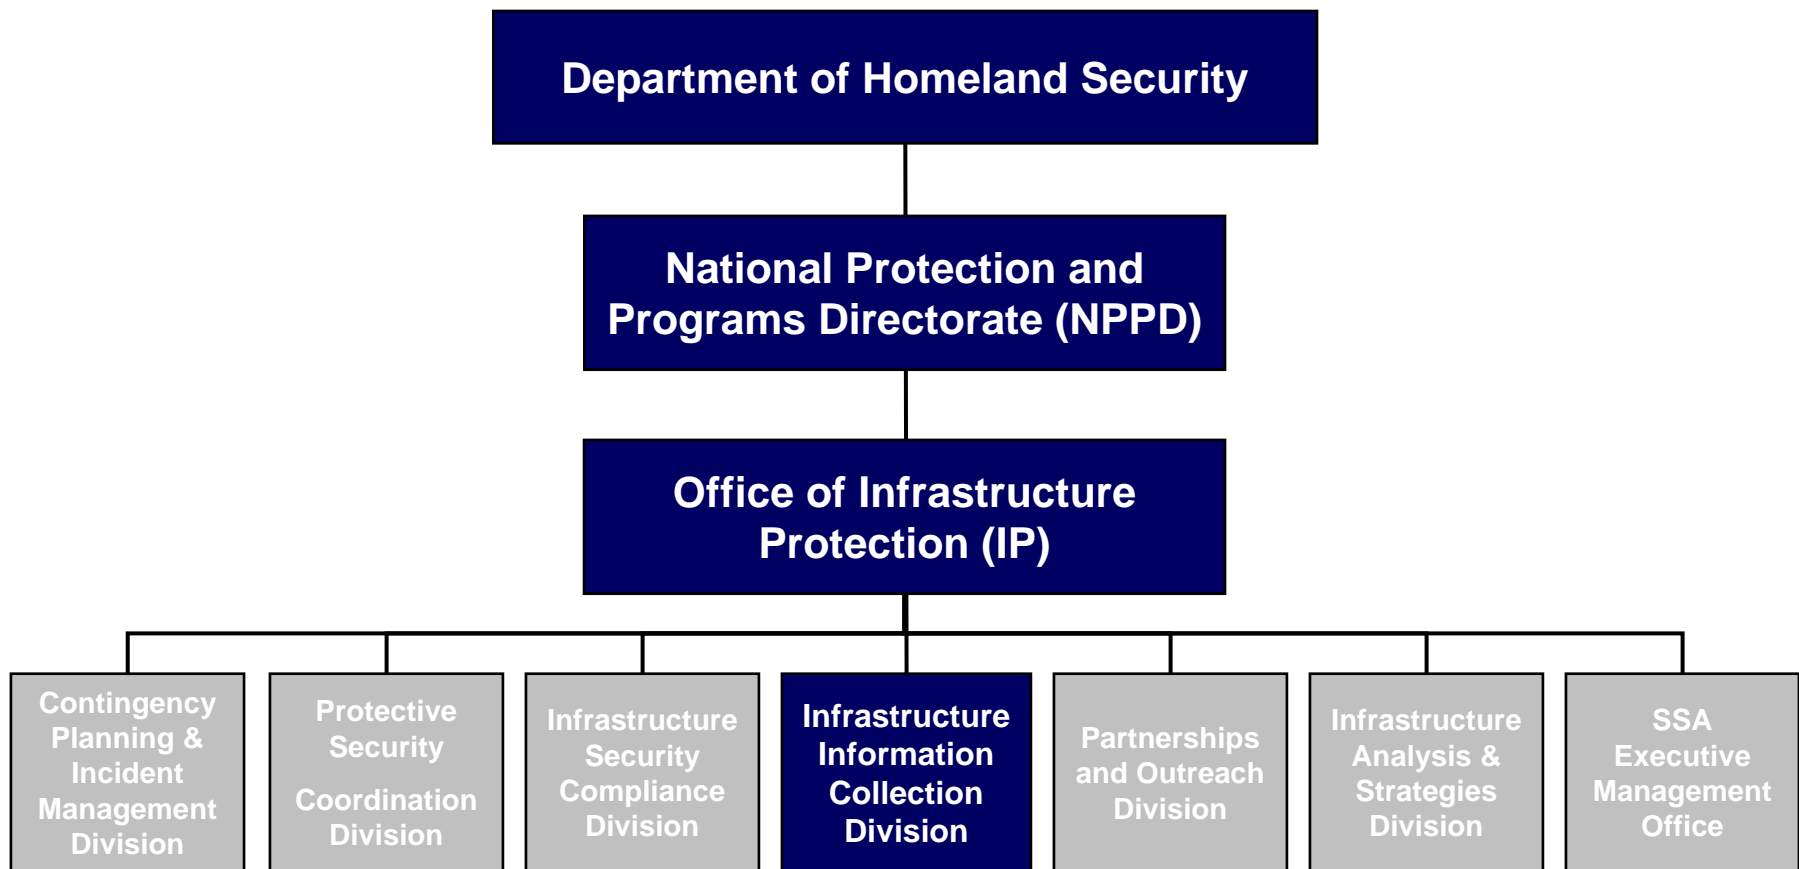 Department of Homeland Security
National Protection and
Programs Directorate (NPPD)
Office of Infrastructure
Protection (IP)
Contingency
Planning &
Incident
Management
Division
Protective
Security
Coordination
Division
Infrastructure
Security
Compliance
Division
Infrastructure
Information
Collection
Division
Partnerships
and Outreach
Division
Infrastructure
Analysis &
Strategies
Division
SSA
Executive
Management
Office